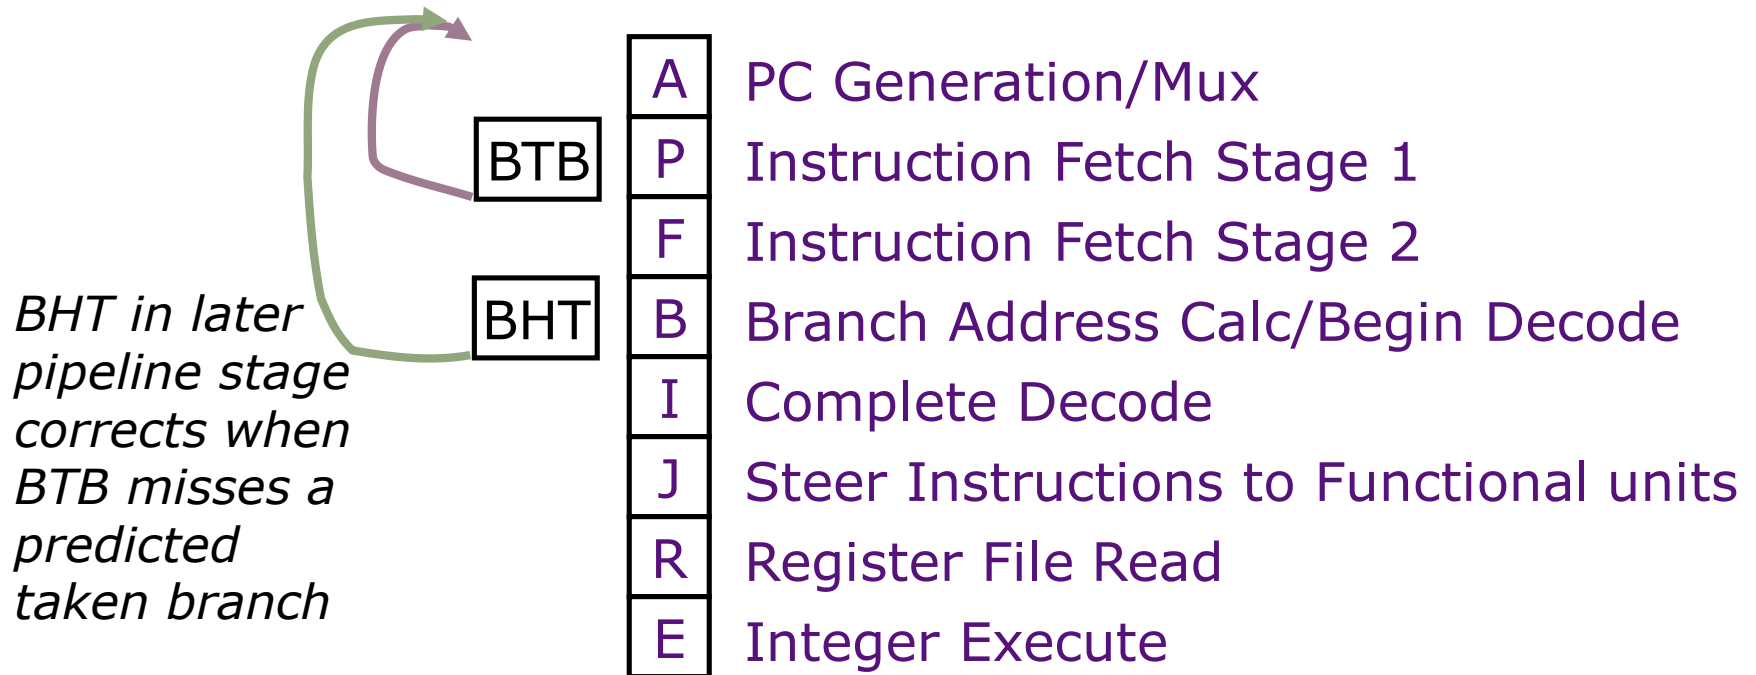 A PC Generation/Mux
BTB P Instruction Fetch Stage 1
F Instruction Fetch Stage 2
BHT B Branch Address Calc/Begin Decode
I Complete Decode
J Steer Instructions to Functional units
R Register File Read
E Integer Execute
BHT in later
pipeline stage
corrects when
BTB misses a
predicted
taken branch